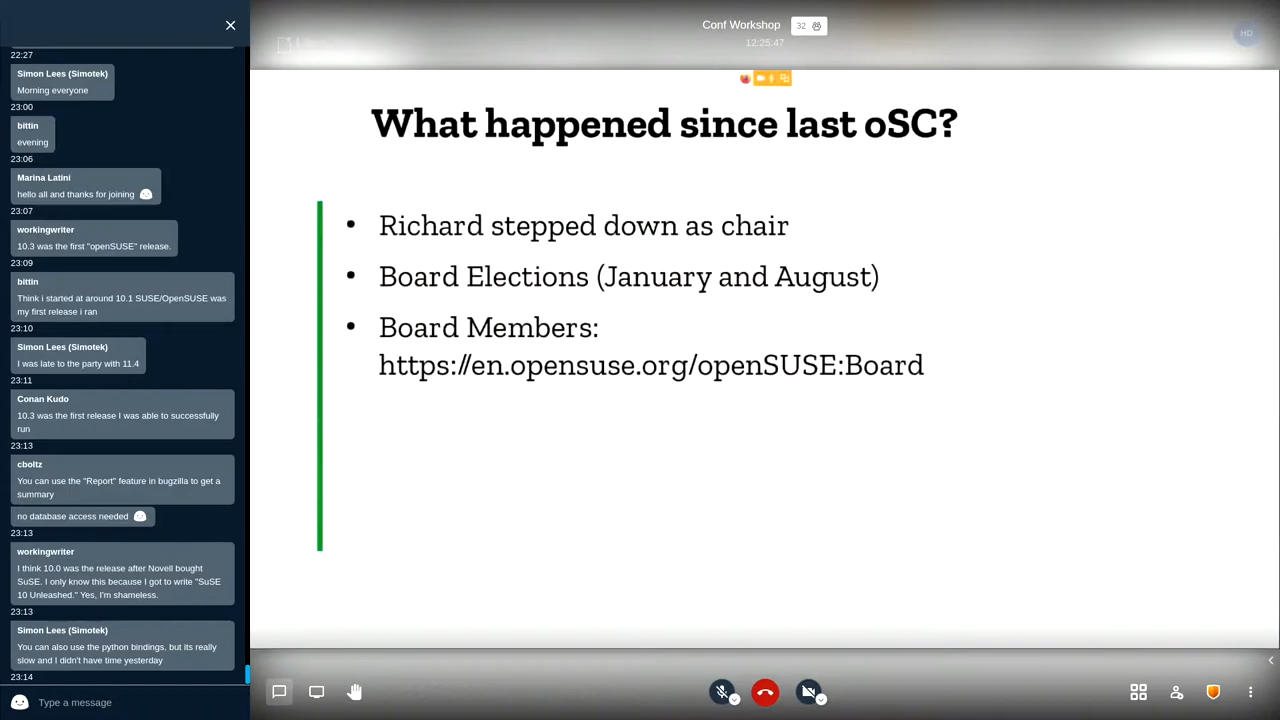 22:27
Simon Lees (Simotek)
Morning everyone
23:00
bittin
evening
23:06
Marina Latini
hello all and thanks for joining
23:07
workingwriter
10.3 was the first "openSUSE" release.
23:09
bittin
Think i started at around 10.1 SUSE/OpenSUSE was
my first release i ran
23:10
Simon Lees (Simotek)
I was late to the party with 11.4
23:11
Conan Kudo
10.3 was the first release I was able to successfully
run
23:13
cboltz
You can use the "Report" feature in bugzilla to get a
summary
no database access needed
23:13
workingwriter
I think 10.0 was the release after Novell bought
SuSE. I only know this because I got to write "SuSE
10 Unleashed." Yes, I'm shameless.
23:13
Simon Lees (Simotek)
You can also use the python bindings, but its really
slow and I didn't have time yesterday
23:14
Type a message
Conf Workshop 32
12:25:47
HD
What happened since last oSC?
• Richard stepped down as chair
• Board Elections (January and August)
• Board Members:
https://en.opensuse.org/openSUSE:Board